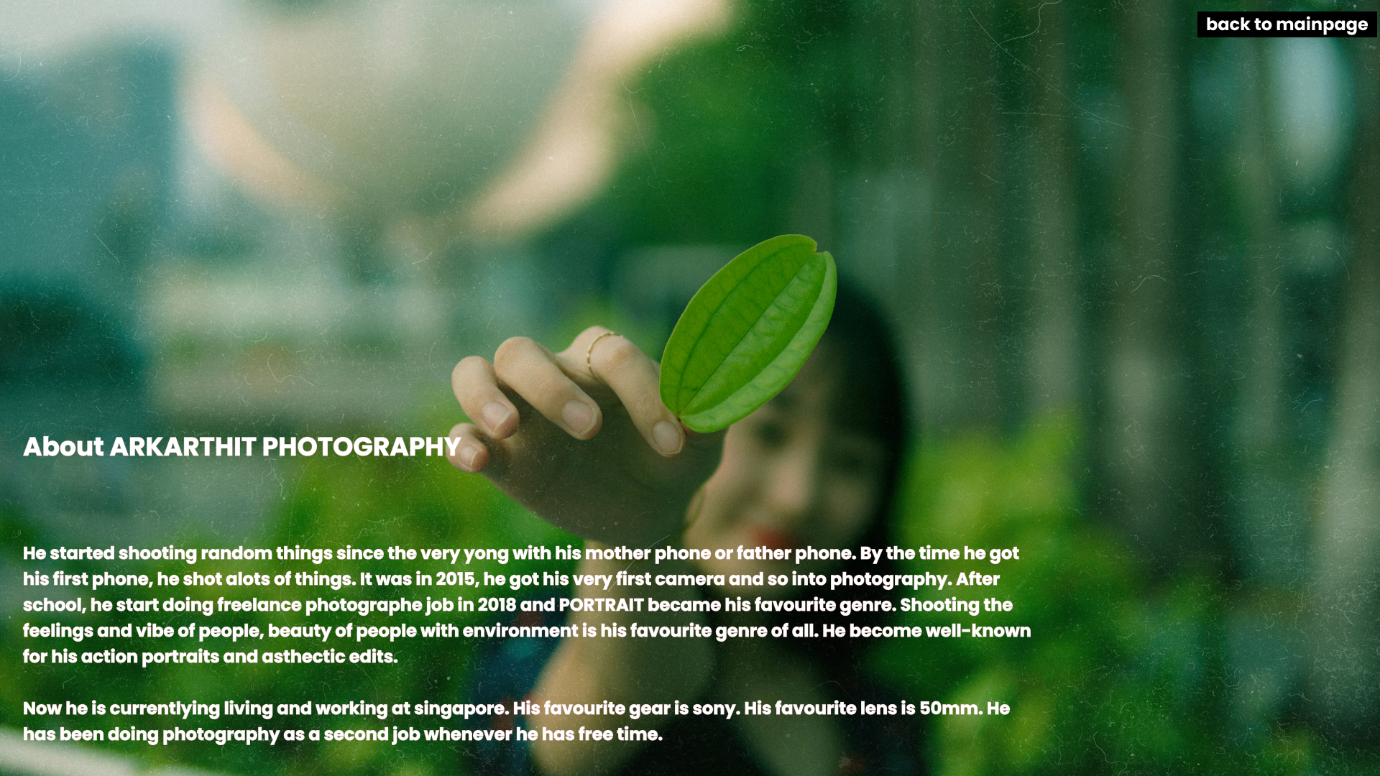 back to mainpage
About ARKARTHIT PHOTOGRAPHY
He started shooting random things since the very yong with his mother phone or father phone. By the time he got
his first phone, he shot alots of things. It was in 2015, he got his very first camera and so into photography. After
school, he start doing freelance photographe job in 2018 and PORTRAIT became his favourite genre. Shooting the
feelings and vibe of people, beauty of people with environment is his favourite genre of all. He become well-known
for his action portraits and asthectic edits.
Now he is currentlying living and working at singapore. His favourite gear is sony. His favourite lens is 50mm. He
has been doing photography as a second job whenever he has free time.